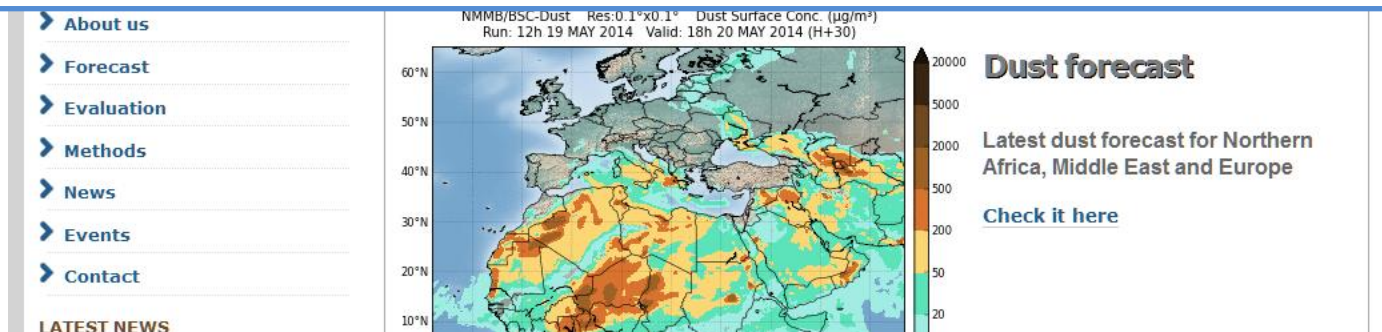 About us
Forecast
Evaluation
Methods
News
Events
Contact
LATEST NEWS
NMMB/BSC-Dust Res:0.1°x0.1° Dust Surface Conc. (µg/m³)
Run: 12h 19 MAY 2014 Valid: 18h 20 MAY 2014 (H+30)
60°N
50°N
40°N
30°N
20°N
10°N
20000
5000
2000
500
200
50
20
Dust forecast
Latest dust forecast for Northern
Africa, Middle East and Europe
Check it here